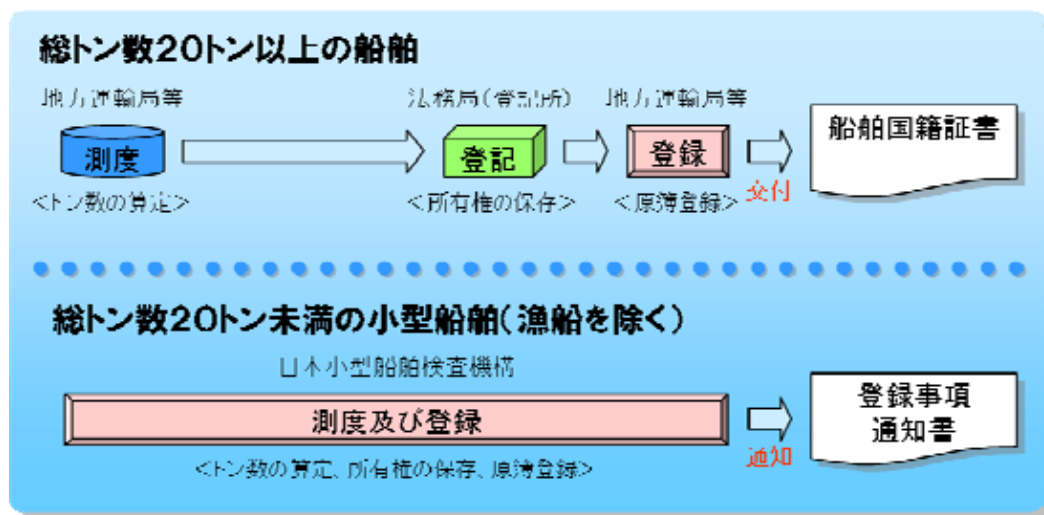 総トン数20トン以上の船舶
地方運輸局等
法務局(登記所)
地方運輸局等
測度
登記
登録
船舶国籍証書
<トン数の算定>
<所有権の保存>
<原簿登録>
交付
総トン数20トン未満の小型船舶(漁船を除く)
日本小型船舶検査機構
測度及び登録
登録事項
通知書
通知
<トン数の算定、所有権の保存、原簿登録>